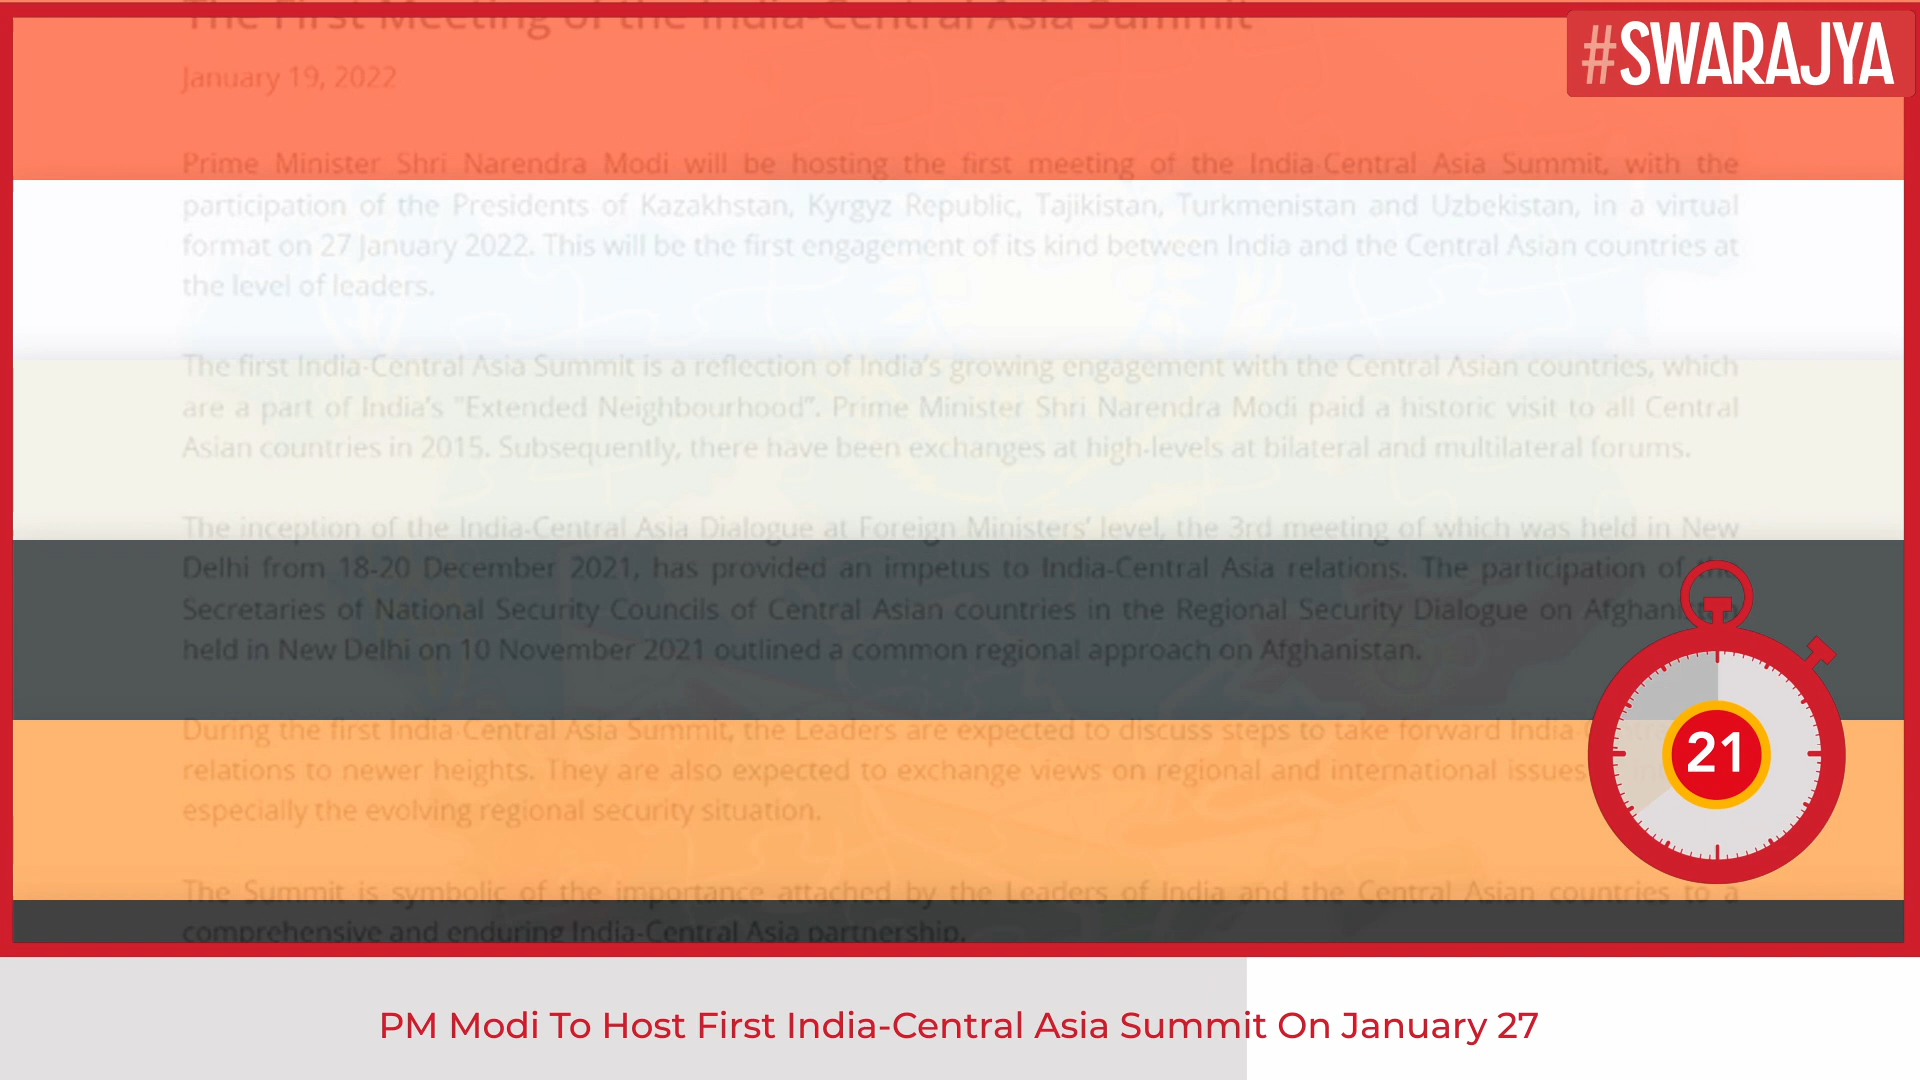 The First Meeting of the India-Central Asia Summit
#SWARAJYA
January 19, 2022
Prime Minister Shri Narendra Modi will be hosting the first meeting of the India-Central Asia Summit, with the
participation of the Presidents of Kazakhstan, Kyrgyz Republic, Tajikistan, Turkmenistan and Uzbekistan, in a virtual
format on 27 January 2022. This will be the first engagement of its kind between India and the Central Asian countries at
the level of leaders.
The first India-Central Asia Summit is a reflection of India's growing engagement with the Central Asian countries, which
are a part of India's "Extended Neighbourhood". Prime Minister Shri Narendra Modi paid a historic visit to all Central
Asian countries in 2015. Subsequently, there have been exchanges at high-levels at bilateral and multilateral forums.
The inception of the India-Central Asia Dialogue at Foreign Ministers' level, the 3rd meeting of which was held in New
Delhi from 18-20 December 2021, has provided an impetus to India-Central Asia relations. The participation of the
Secretaries of National Security Councils of Central Asian countries in the Regional Security Dialogue on Afghanistan
held in New Delhi on 10 November 2021 outlined a common regional approach on Afghanistan.
During the first India-Central Asia Summit, the Leaders are expected to discuss steps to take forward India-
relations to newer heights. They are also expected to exchange views on regional and international issues
especially the evolving regional security situation.
21
The Summit is symbolic of the importance attached by the Leaders of India and the Central Asian countries to a
comprehensive and enduring India-Central Asia partnership.
PM Modi To Host First India-Central Asia Summit On January 27